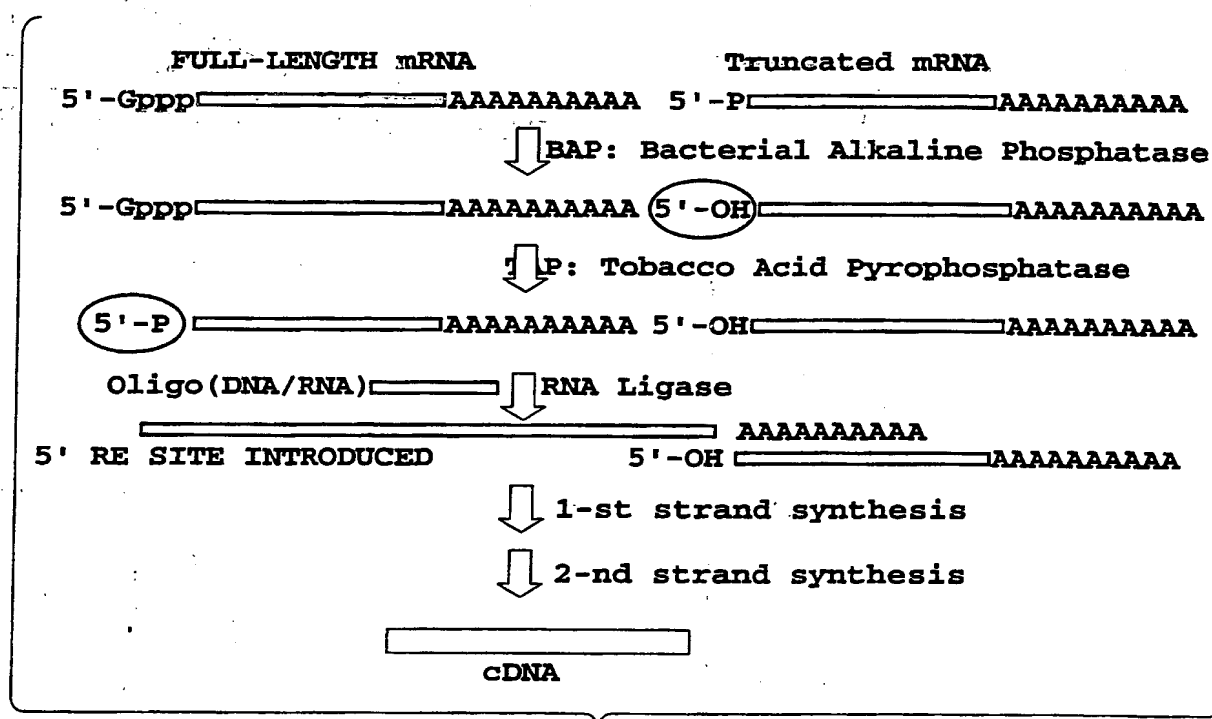 FULL-LENGTH mRNA Truncated mRNA
5'-Gppp AAAAAAAAAA 5'-P AAAAAAAAAA
BAP: Bacterial Alkaline Phosphatase
5'-Gppp AAAAAAAAAA 5'-OH AAAAAAAAAA
TAP: Tobacco Acid Pyrophosphatase
5'-P AAAAAAAAAA 5'-OH AAAAAAAAAA
Oligo(DNA/RNA) RNA Ligase
AAAAAAAAAA
5' RE SITE INTRODUCED 5'-OH AAAAAAAAAA
1-st strand synthesis
2-nd strand synthesis
cDNA